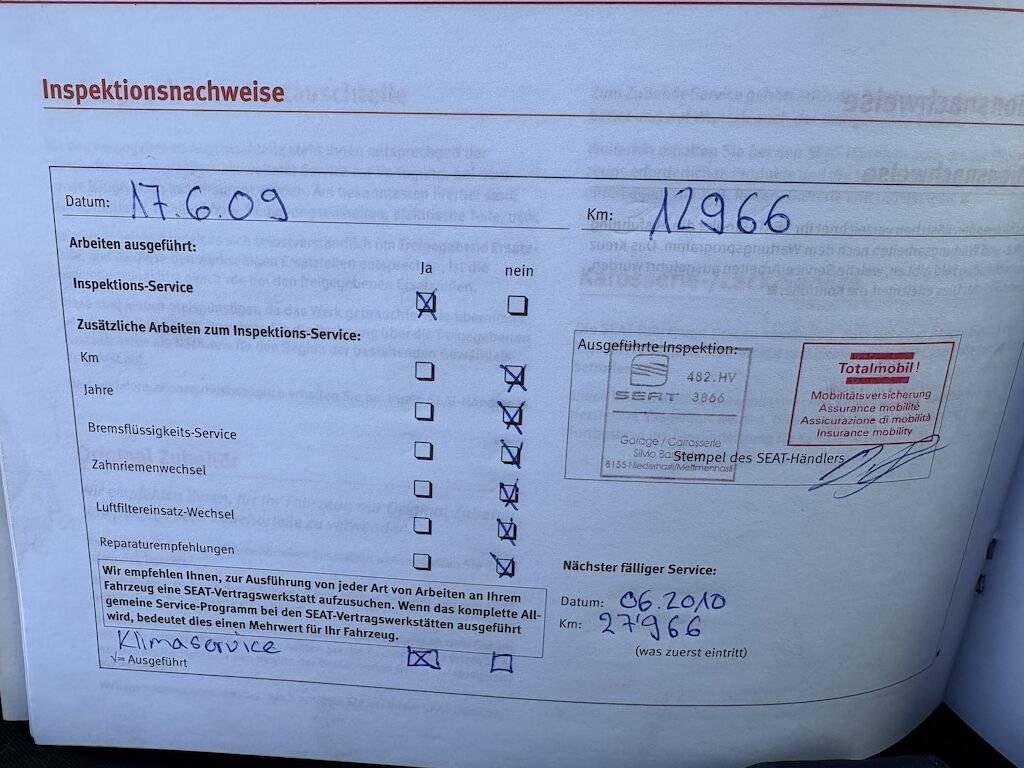 Inspektionsnachweise
Datum: 17.6.09
Km: 12966
Arbeiten ausgeführt:
Ja nein
Inspektions-Service
Zusätzliche Arbeiten zum Inspektions-Service:
Km
Jahre
Bremsflüssigkeits-Service
Zahnriemenwechsel
Luftfiltereinsatz-Wechsel
Reparaturempfehlungen
Wir empfehlen Ihnen, zur Ausführung von jeder Art von Arbeiten an Ihrem
Fahrzeug eine SEAT-Vertragswerkstatt aufzusuchen. Wenn das komplette All-
gemeine Service-Programm bei den SEAT-Vertragswerkstätten ausgeführt
wird, bedeutet dies einen Mehrwert für Ihr Fahrzeug.
Klimaservice
√= Ausgeführt
Ausgeführte Inspektion:
482.HV
SEAT 3866
Garage / Carrosserie
Silvio
8155 Niederhasli/Mettmenhasli
Stempel des SEAT-Händlers
Totalmobil!
Mobilitätsversicherung
Assurance mobilité
Assicurazione di mobilità
Insurance mobility
Nächster fälliger Service:
Datum: 06.2010
Km: 27'966
(was zuerst eintritt)